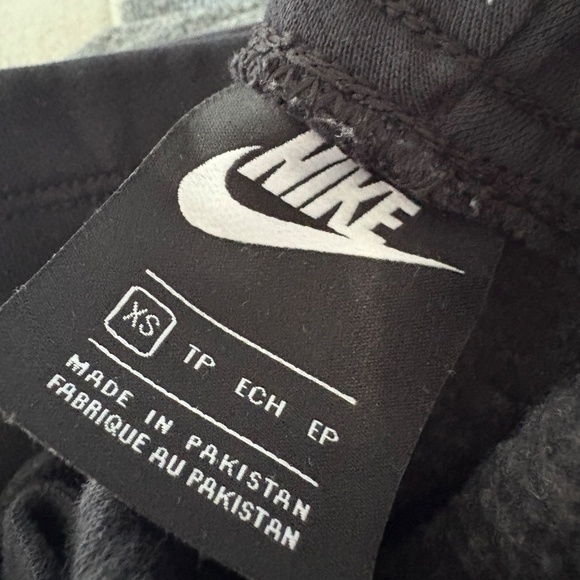 NIKE
XS TP ECH EP
MADE IN PAKISTAN
FABRIQUE AU PAKISTAN